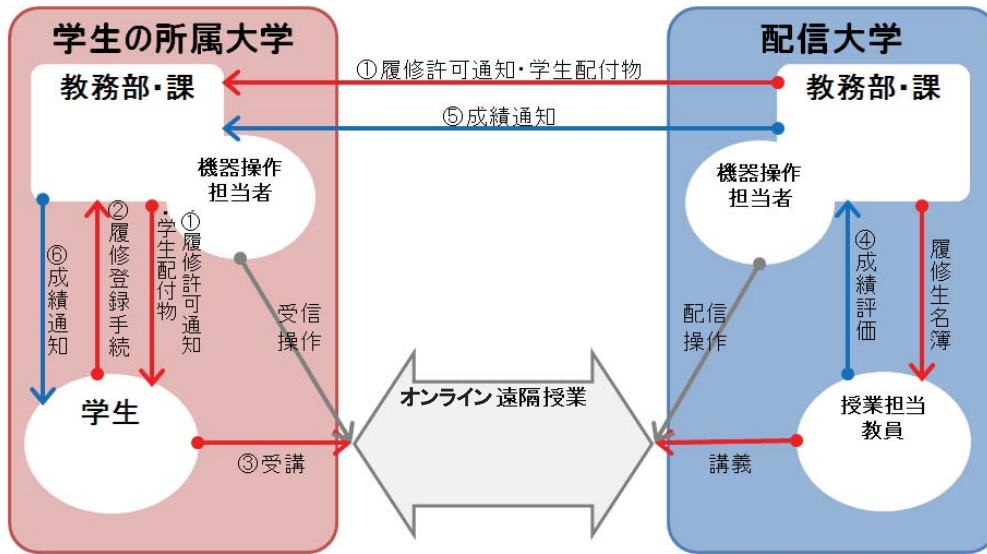 学生の所属大学
配信大学
教務部・課
①履修許可通知・学生配付物
教務部・課
⑤成績通知
機器操作
担当者
機器操作
担当者
⑥成績通知
②履修登録手続
①履修許可通知
・学生配付物
受信
操作
配信
操作
④成績評価
履修生名簿
オンライン遠隔授業
学生
授業担当
教員
③受講
講義